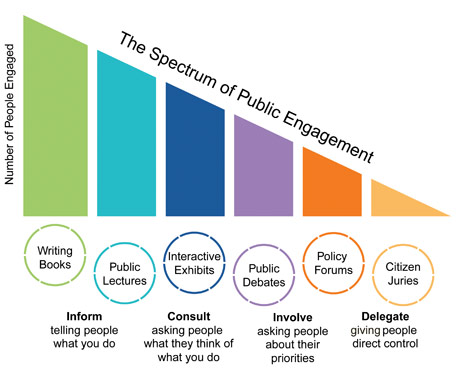 The Spectrum of Public Engagement
Number of People Engaged
Writing
Books
Public
Lectures
Interactive
Exhibits
Public
Debates
Policy
Forums
Citizen
Juries
Inform
telling people
what you do
Consult
asking people
what they think of
what you do
Involve
asking people
about their
priorities
Delegate
giving people
direct control